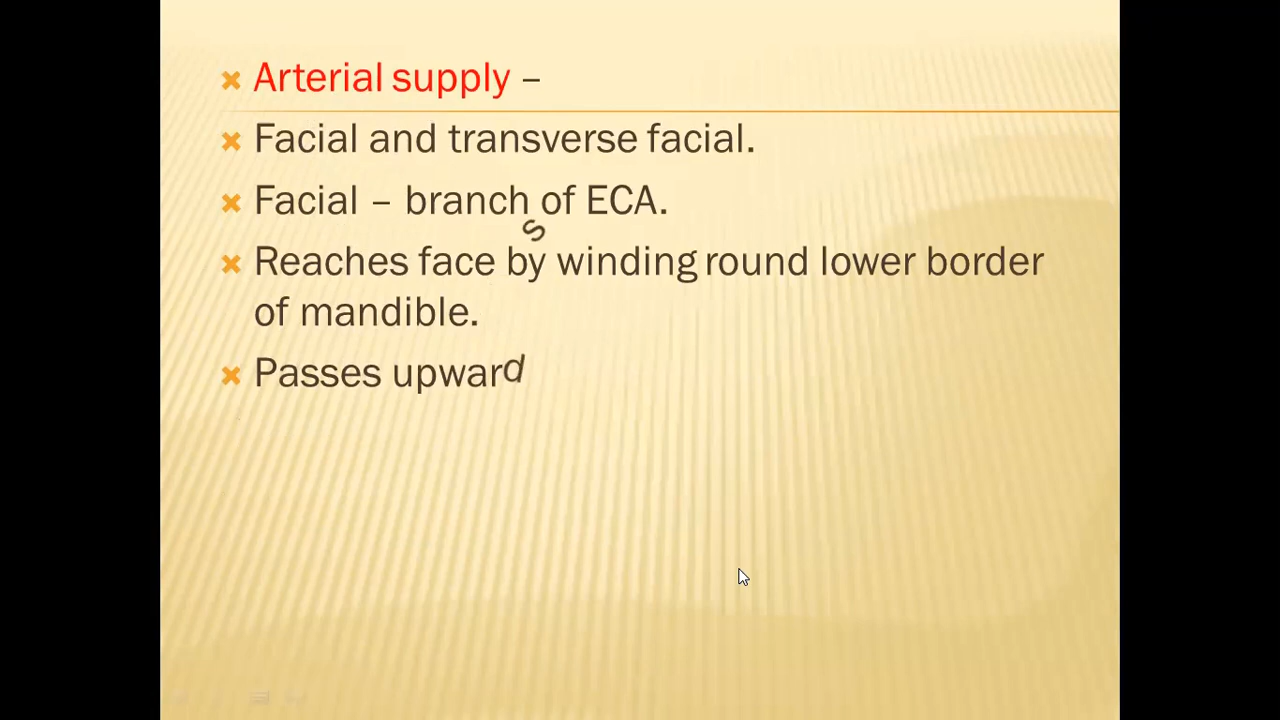 Arterial supply –
Facial and transverse facial.
Facial – branch of ECA.
Reaches face by winding round lower border
of mandible.
Passes upwards